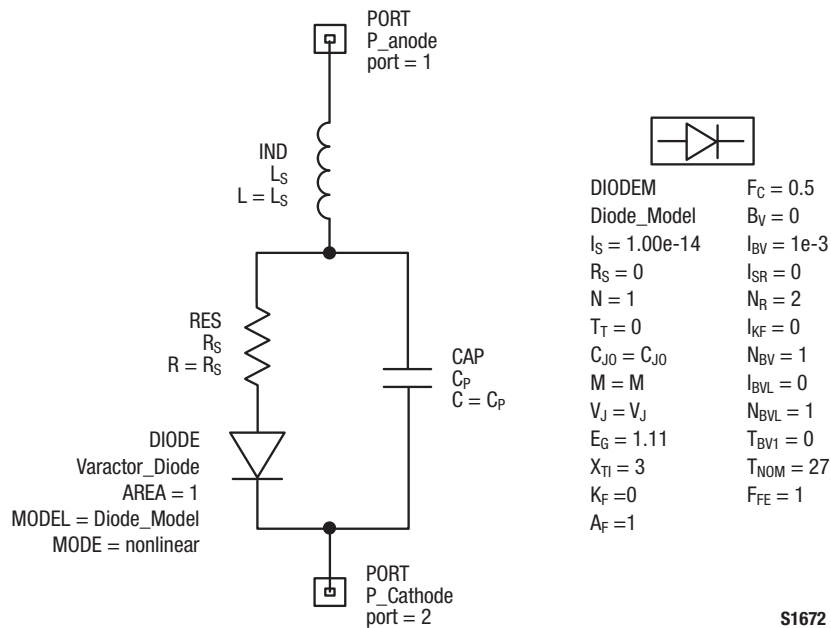 PORT
P_anode
port = 1
IND
LS
L = LS
RES
RS
R = RS
CAP
CP
C = CP
DIODE
Varactor_Diode
AREA = 1
MODEL = Diode_Model
MODE = nonlinear
PORT
P_Cathode
port = 2
DIODEM
Diode_Model
IS = 1.00e-14
RS = 0
N = 1
TT = 0
CJ0 = CJ0
M = M
VJ = VJ
EG = 1.11
XTI = 3
KF =0
AF =1
FC = 0.5
BV = 0
IBV = 1e-3
ISR = 0
NR = 2
IKF = 0
NBV = 1
IBVL = 0
NBVL = 1
TBV1 = 0
TNOM = 27
FFE = 1
S1672